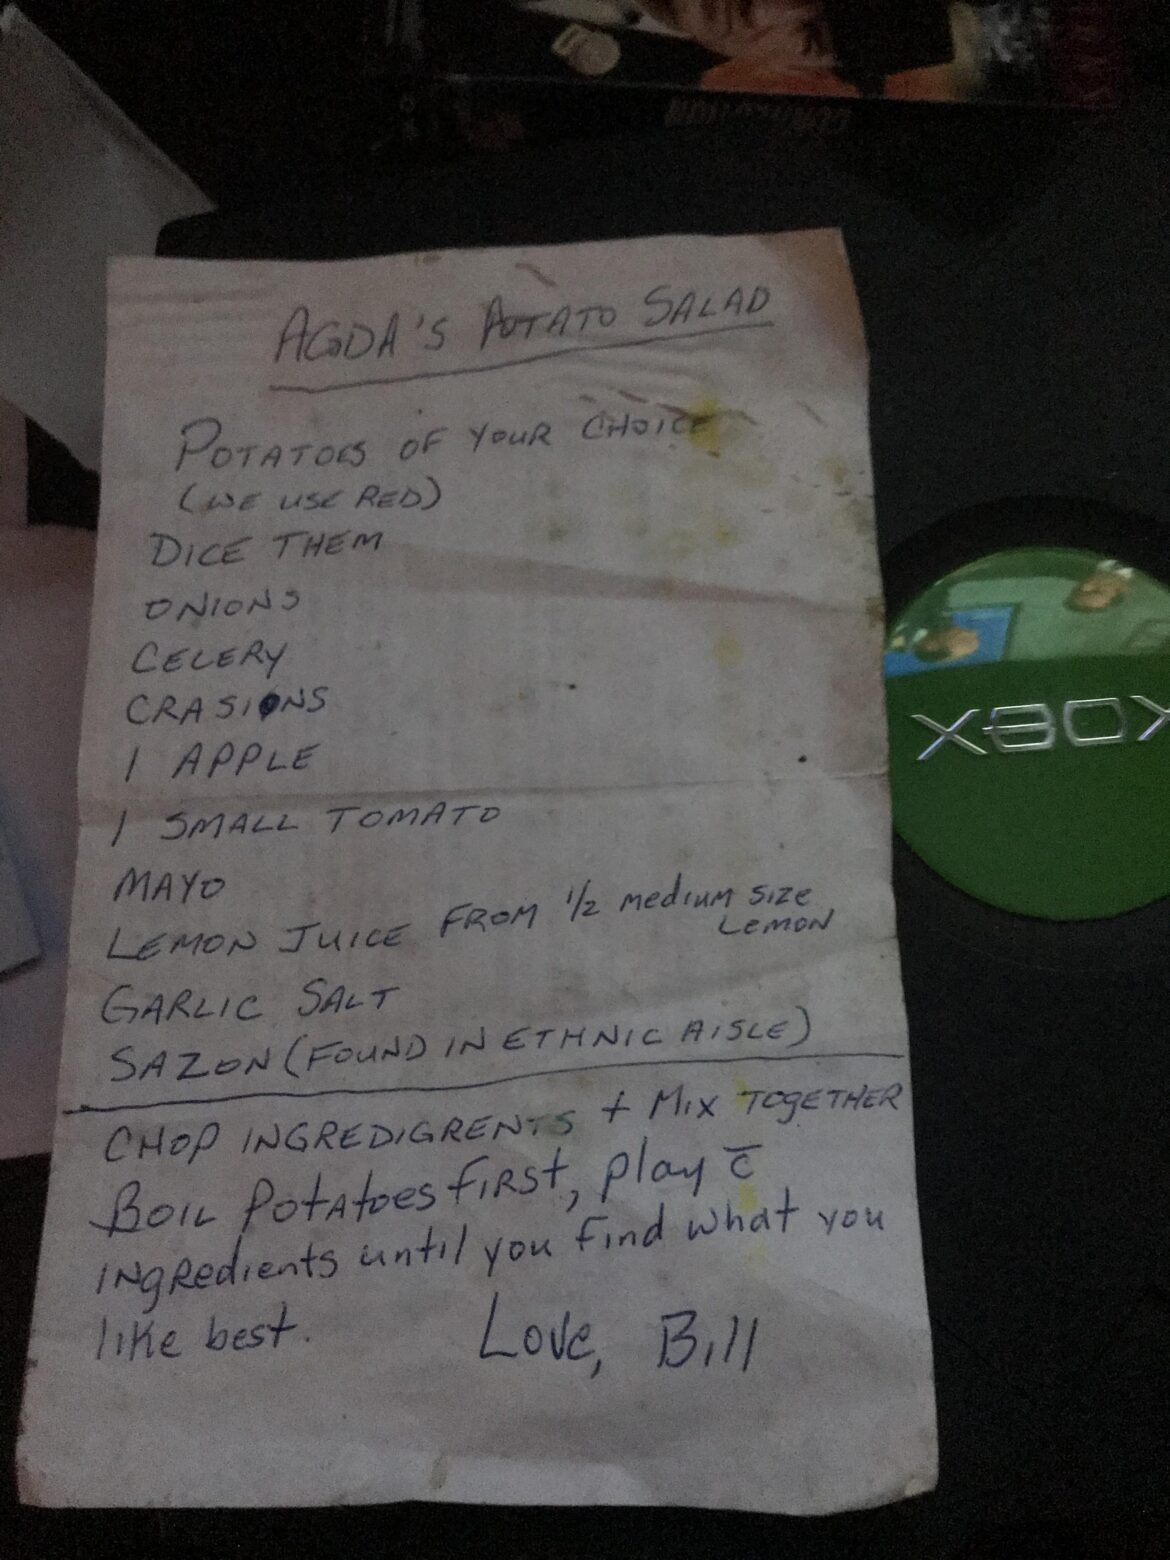 AGDA'S POTATO SALAD
POTATOES OF YOUR CHOICE
(WE USE RED)
DICE THEM
ONIONS
CELERY
CRASIONS
1 APPLE
1 SMALL TOMATO
MAYO
LEMON JUICE FROM 1/2 medium SIZE
LEMON
GARLIC SALT
SAZON (FOUND IN ETHNIC AISLE)
CHOP INGREDIGRENTS + MIX TOGETHER
BOIL POTATOES FIRST, Play c̄
INgRedients until you find what you
like best. Love, Bill
XBOX